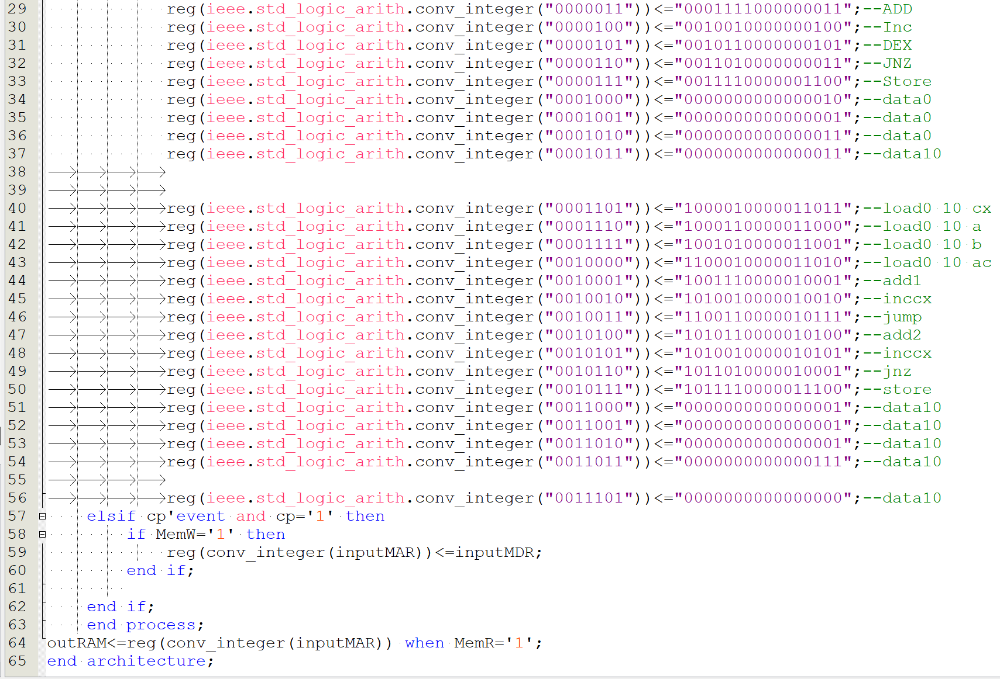 29 reg(ieee.std_logic_arith.conv_integer("0000011"))<="0001111000000011";--ADD
30 reg(ieee.std_logic_arith.conv_integer("0000100"))<="0010010000000100";--Inc
31 reg(ieee.std_logic_arith.conv_integer("0000101"))<="0010110000000101";--DEX
32 reg(ieee.std_logic_arith.conv_integer("0000110"))<="0011010000000011";--JNZ
33 reg(ieee.std_logic_arith.conv_integer("0000111"))<="0011110000001100";--Store
34 reg(ieee.std_logic_arith.conv_integer("0001000"))<="0000000000000010";--data0
35 reg(ieee.std_logic_arith.conv_integer("0001001"))<="0000000000000001";--data0
36 reg(ieee.std_logic_arith.conv_integer("0001010"))<="0000000000000011";--data0
37 reg(ieee.std_logic_arith.conv_integer("0001011"))<="0000000000000011";--data10
38
39
40 reg(ieee.std_logic_arith.conv_integer("0001101"))<="1000010000011011";--load0 10 cx
41 reg(ieee.std_logic_arith.conv_integer("0001110"))<="1000110000011000";--load0 10 a
42 reg(ieee.std_logic_arith.conv_integer("0001111"))<="1001010000011001";--load0 10 b
43 reg(ieee.std_logic_arith.conv_integer("0010000"))<="1100010000011010";--load0 10 ac
44 reg(ieee.std_logic_arith.conv_integer("0010001"))<="1001110000010001";--add1
45 reg(ieee.std_logic_arith.conv_integer("0010010"))<="1010010000010010";--inccx
46 reg(ieee.std_logic_arith.conv_integer("0010011"))<="1100110000010111";--jump
47 reg(ieee.std_logic_arith.conv_integer("0010100"))<="1010110000010100";--add2
48 reg(ieee.std_logic_arith.conv_integer("0010101"))<="1010010000010101";--inccx
49 reg(ieee.std_logic_arith.conv_integer("0010110"))<="1011010000010001";--jnz
50 reg(ieee.std_logic_arith.conv_integer("0010111"))<="1011110000011100";--store
51 reg(ieee.std_logic_arith.conv_integer("0011000"))<="0000000000000001";--data10
52 reg(ieee.std_logic_arith.conv_integer("0011001"))<="0000000000000001";--data10
53 reg(ieee.std_logic_arith.conv_integer("0011010"))<="0000000000000001";--data10
54 reg(ieee.std_logic_arith.conv_integer("0011011"))<="0000000000000111";--data10
55
56 reg(ieee.std_logic_arith.conv_integer("0011101"))<="0000000000000000";--data10
57 elsif cp'event and cp='1' then
58 if MemW='1' then
59 reg(conv_integer(inputMAR))<=inputMDR;
60 end if;
61
62 end if;
63 end process;
64 outRAM<=reg(conv_integer(inputMAR)) when MemR='1';
65 end architecture;